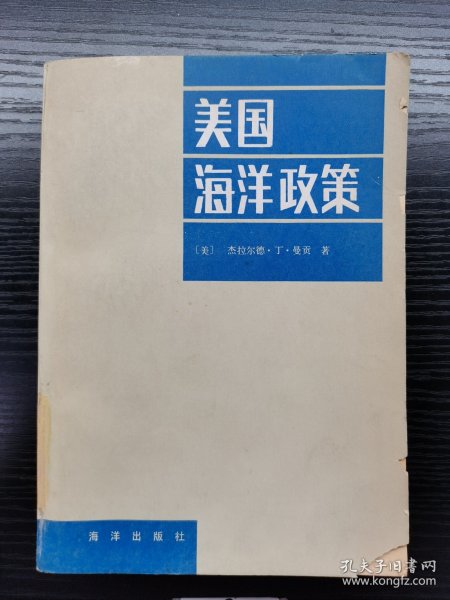 美国
海洋政策
〔美〕 杰拉尔德·丁·曼贡 著
海洋出版社
孔夫子旧书网
www.kongfz.com